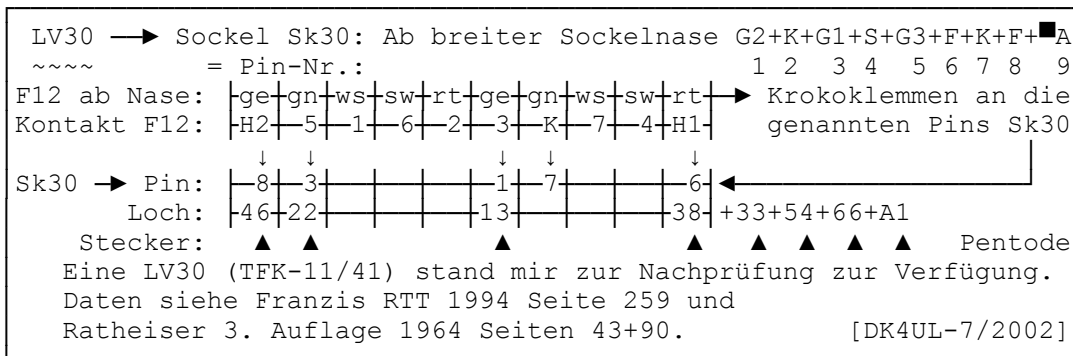 LV30 ──► Sockel Sk30: Ab breiter Sockelnase G2+K+G1+S+G3+F+K+F+▀A
~~~~ = Pin-Nr.: 1 2 3 4 5 6 7 8 9
F12 ab Nase: ├ge┼gn┼ws┼sw┼rt┼ge┼gn┼ws┼sw┼rt┼─► Krokoklemmen an die
Kontakt F12: ├H2┼─5┼─1┼─6┼─2┼─3┼─K┼─7┼─4┼H1┤ genannten Pins Sk30
↓ ↓ ↓ ↓ ↓
Sk30 ─► Pin: ├─8┼─3┼──┼──┼──┼─1┼─7┼──┼──┼─6┤◄
Loch: ├46┼22┼──┼──┼──┼13┼──┼──┼──┼38┤+33+54+66+A1
Stecker: ▲ ▲ ▲ ▲ ▲ ▲ ▲ ▲ Pentode
Eine LV30 (TFK-11/41) stand mir zur Nachprüfung zur Verfügung.
Daten siehe Franzis RTT 1994 Seite 259 und
Ratheiser 3. Auflage 1964 Seiten 43+90. [DK4UL-7/2002]